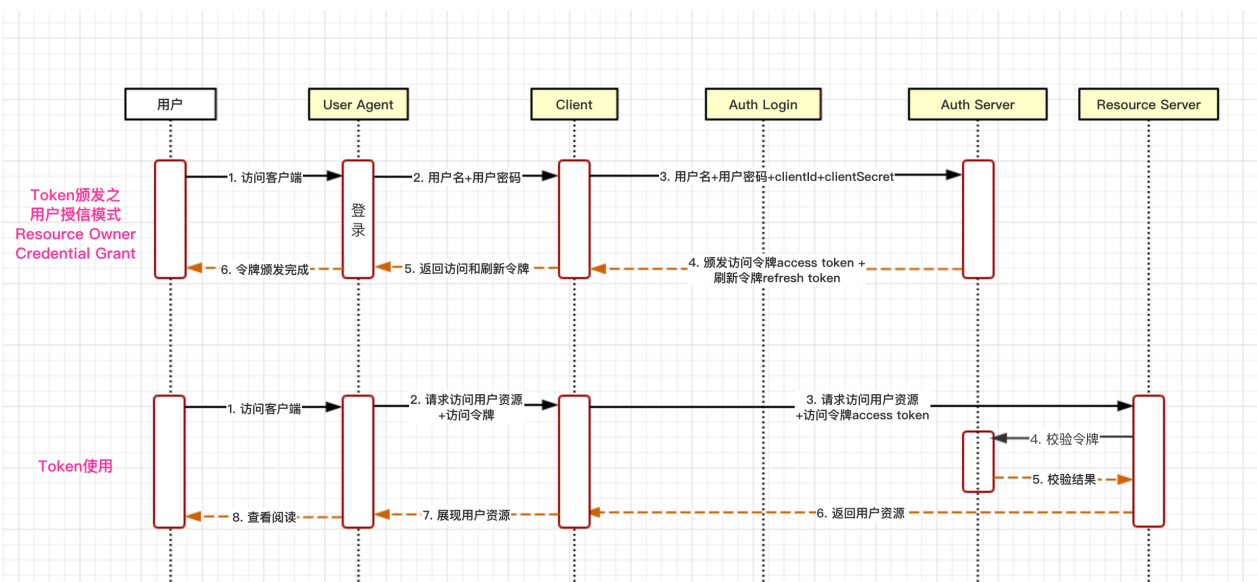 用户
User Agent
Client
Auth Login
Auth Server
Resource Server
Token颁发之
用户授信模式
Resource Owner
Credential Grant
1. 访问客户端
2. 用户名+用户密码
3. 用户名+用户密码+clientId+clientSecret
登
录
4. 颁发访问令牌access token +
刷新令牌refresh token
5. 返回访问和刷新令牌
6. 令牌颁发完成
Token使用
1. 访问客户端
2. 请求访问用户资源
+访问令牌
3. 请求访问用户资源
+访问令牌access token
4. 校验令牌
5. 校验结果
6. 返回用户资源
7. 展现用户资源
8. 查看阅读